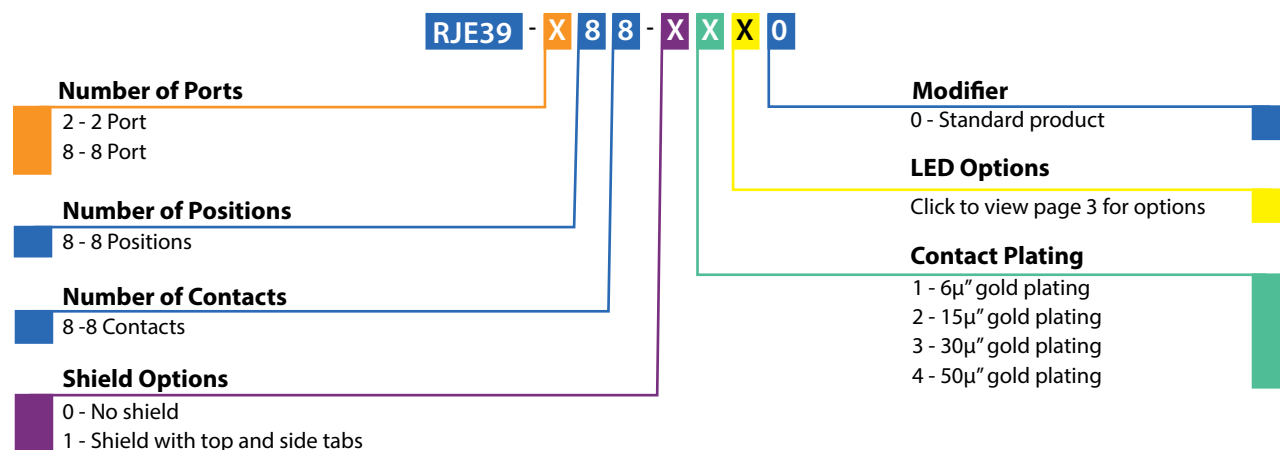 RJE39 - X 8 8 - X X X 0
Number of Ports
2 - 2 Port
8 - 8 Port
Number of Positions
8 - 8 Positions
Number of Contacts
8 -8 Contacts
Shield Options
0 - No shield
1 - Shield with top and side tabs
Modifier
0 - Standard product
LED Options
Click to view page 3 for options
Contact Plating
1 - 6µ” gold plating
2 - 15µ” gold plating
3 - 30µ” gold plating
4 - 50µ” gold plating